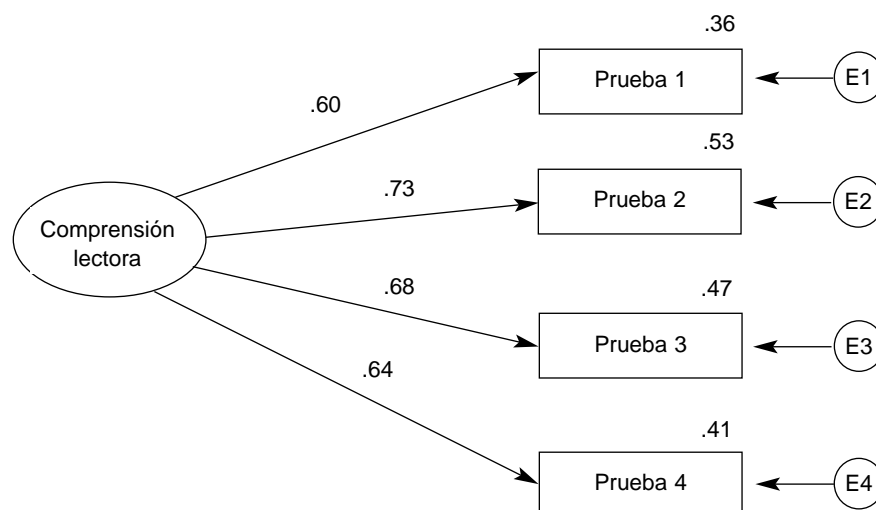 .36
Prueba 1
E1
.60
.53
.73
Prueba 2
E2
Comprensión
lectora
.68
.47
Prueba 3
E3
.64
.41
Prueba 4
E4